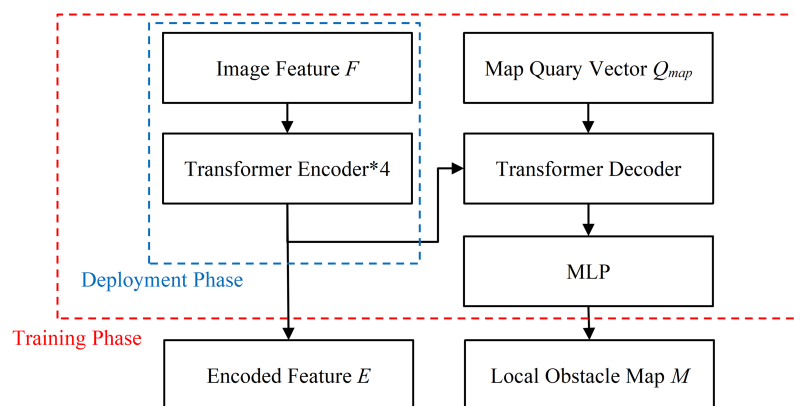 Image Feature F
Map Quary Vector Qmap
Transformer Encoder*4
Transformer Decoder
Deployment Phase
MLP
Training Phase
Encoded Feature E
Local Obstacle Map M